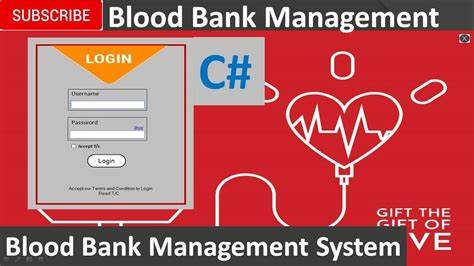 SUBSCRIBE
Blood Bank Management
LOGIN
C#
Username
Password
Show
Accept t/c.
Login
Accept our Terms and Condition to Login
Read T/C
GIFT THE
GIFT OF
VE
Blood Bank Management System